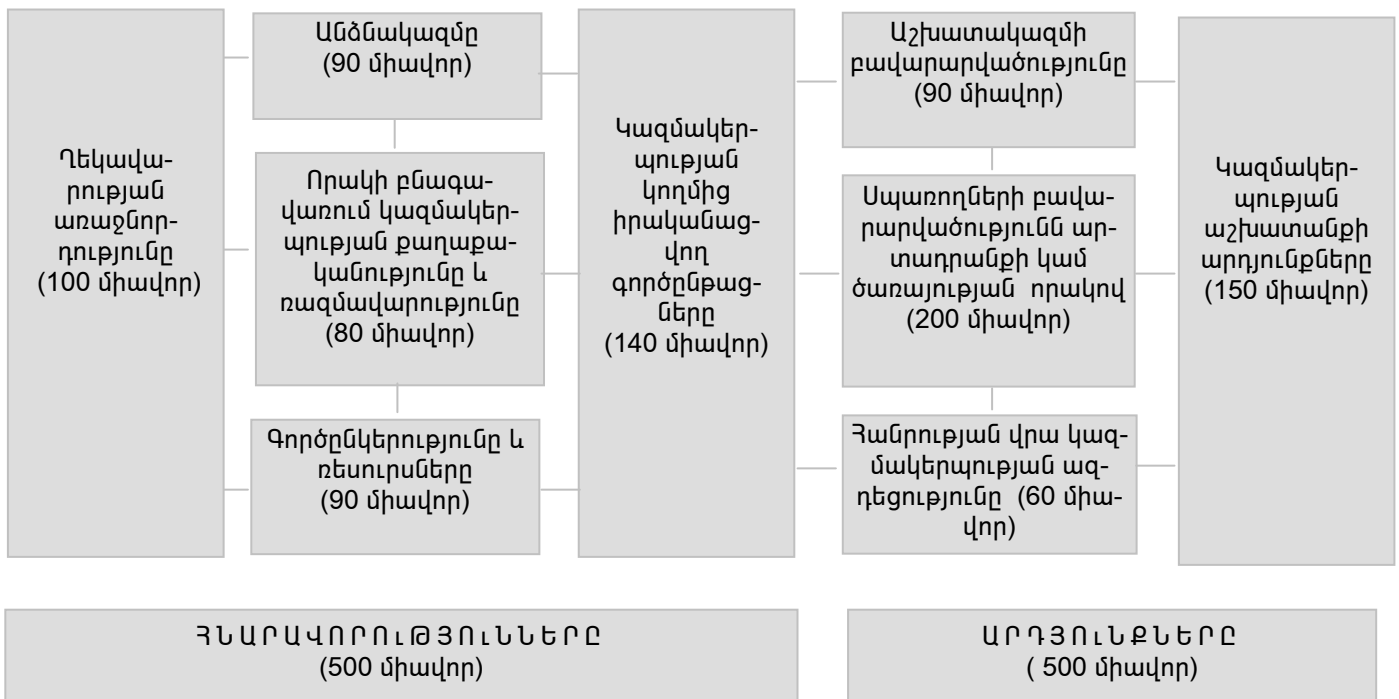 Ղեկավա-
րության
առաջնոր-
դությունը
(100 միավոր)
Անձնակազմը
(90 միավոր)
Որակի բնագա-
վառում կազմակեր-
պության քաղաքա-
կանությունը և
ռազմավարությունը
(80 միավոր)
Գործընկերությունը և
ռեսուրսները
(90 միավոր)
Կազմակեր-
պության
կողմից
իրականաց-
վող
գործընթաց-
ները
(140 միավոր)
Աշխատակազմի
բավարարվածությունը
(90 միավոր)
Սպառողների բավա-
րարվածությունն ար-
տադրանքի կամ
ծառայության որակով
(200 միավոր)
Հանրության վրա կազ-
մակերպության ազ-
դեցությունը (60 միա-
վոր)
Կազմակեր-
պության
աշխատանքի
արդյունքները
(150 միավոր)
ՀՆԱՐԱՎՈՐՈւԹՅՈւՆՆԵՐԸ
(500 միավոր)
ԱՐԴՅՈւՆՔՆԵՐԸ
( 500 միավոր)